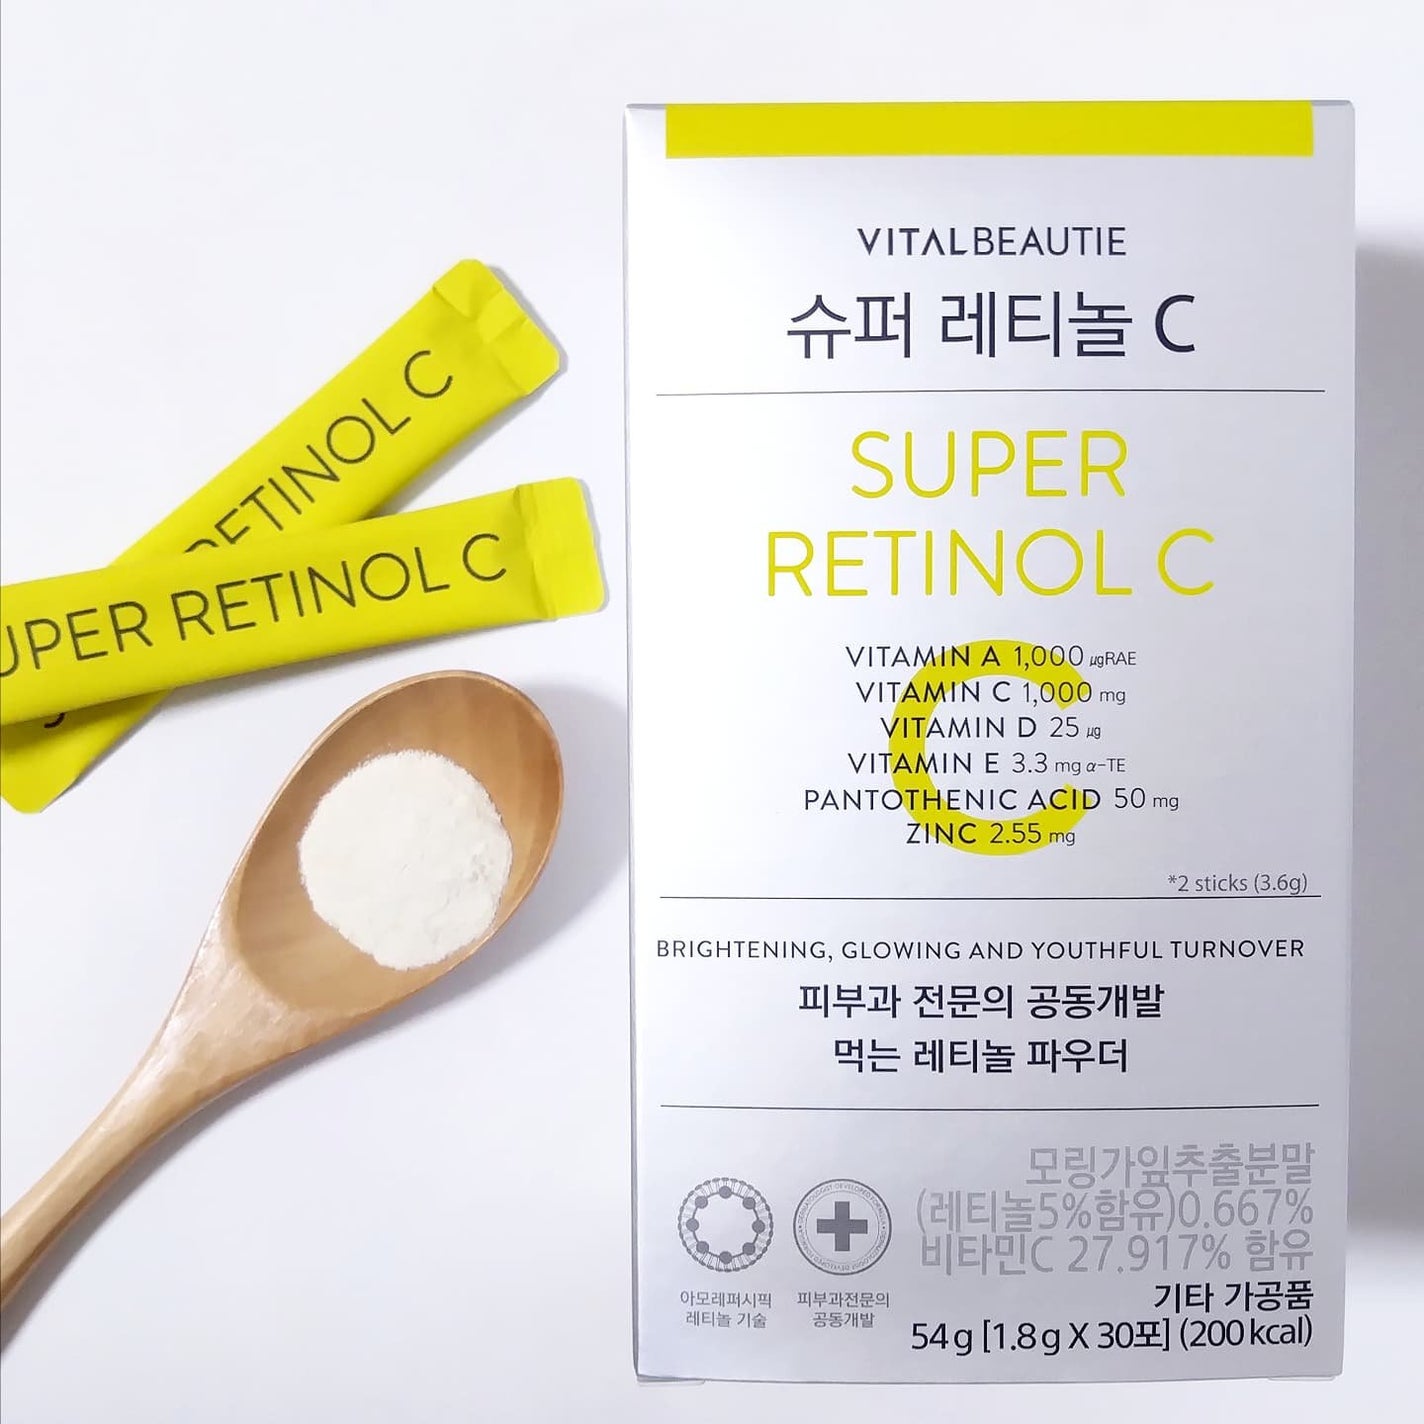 VITALBEAUTIE
슈퍼 레티놀 C
SUPER
RETINOL C
VITAMIN A 1,000 ㎍RAE
VITAMIN C 1,000 mg
VITAMIN D 25 ㎍
VITAMIN E 3.3 mg α-TE
PANTOTHENIC ACID 50 mg
ZINC 2.55 mg
C
*2 sticks (3.6g)
BRIGHTENING, GLOWING AND YOUTHFUL TURNOVER
피부과 전문의 공동개발
먹는 레티놀 파우더
모링가잎추출분말
(레티놀5%함유)0.667%
비타민C 27.917% 함유
기타 가공품
54g [1.8g X 30포] (200kcal)
아모레퍼시픽
레티놀 기술
피부과전문의
공동개발
RETINOL C
UPER RETINOL C